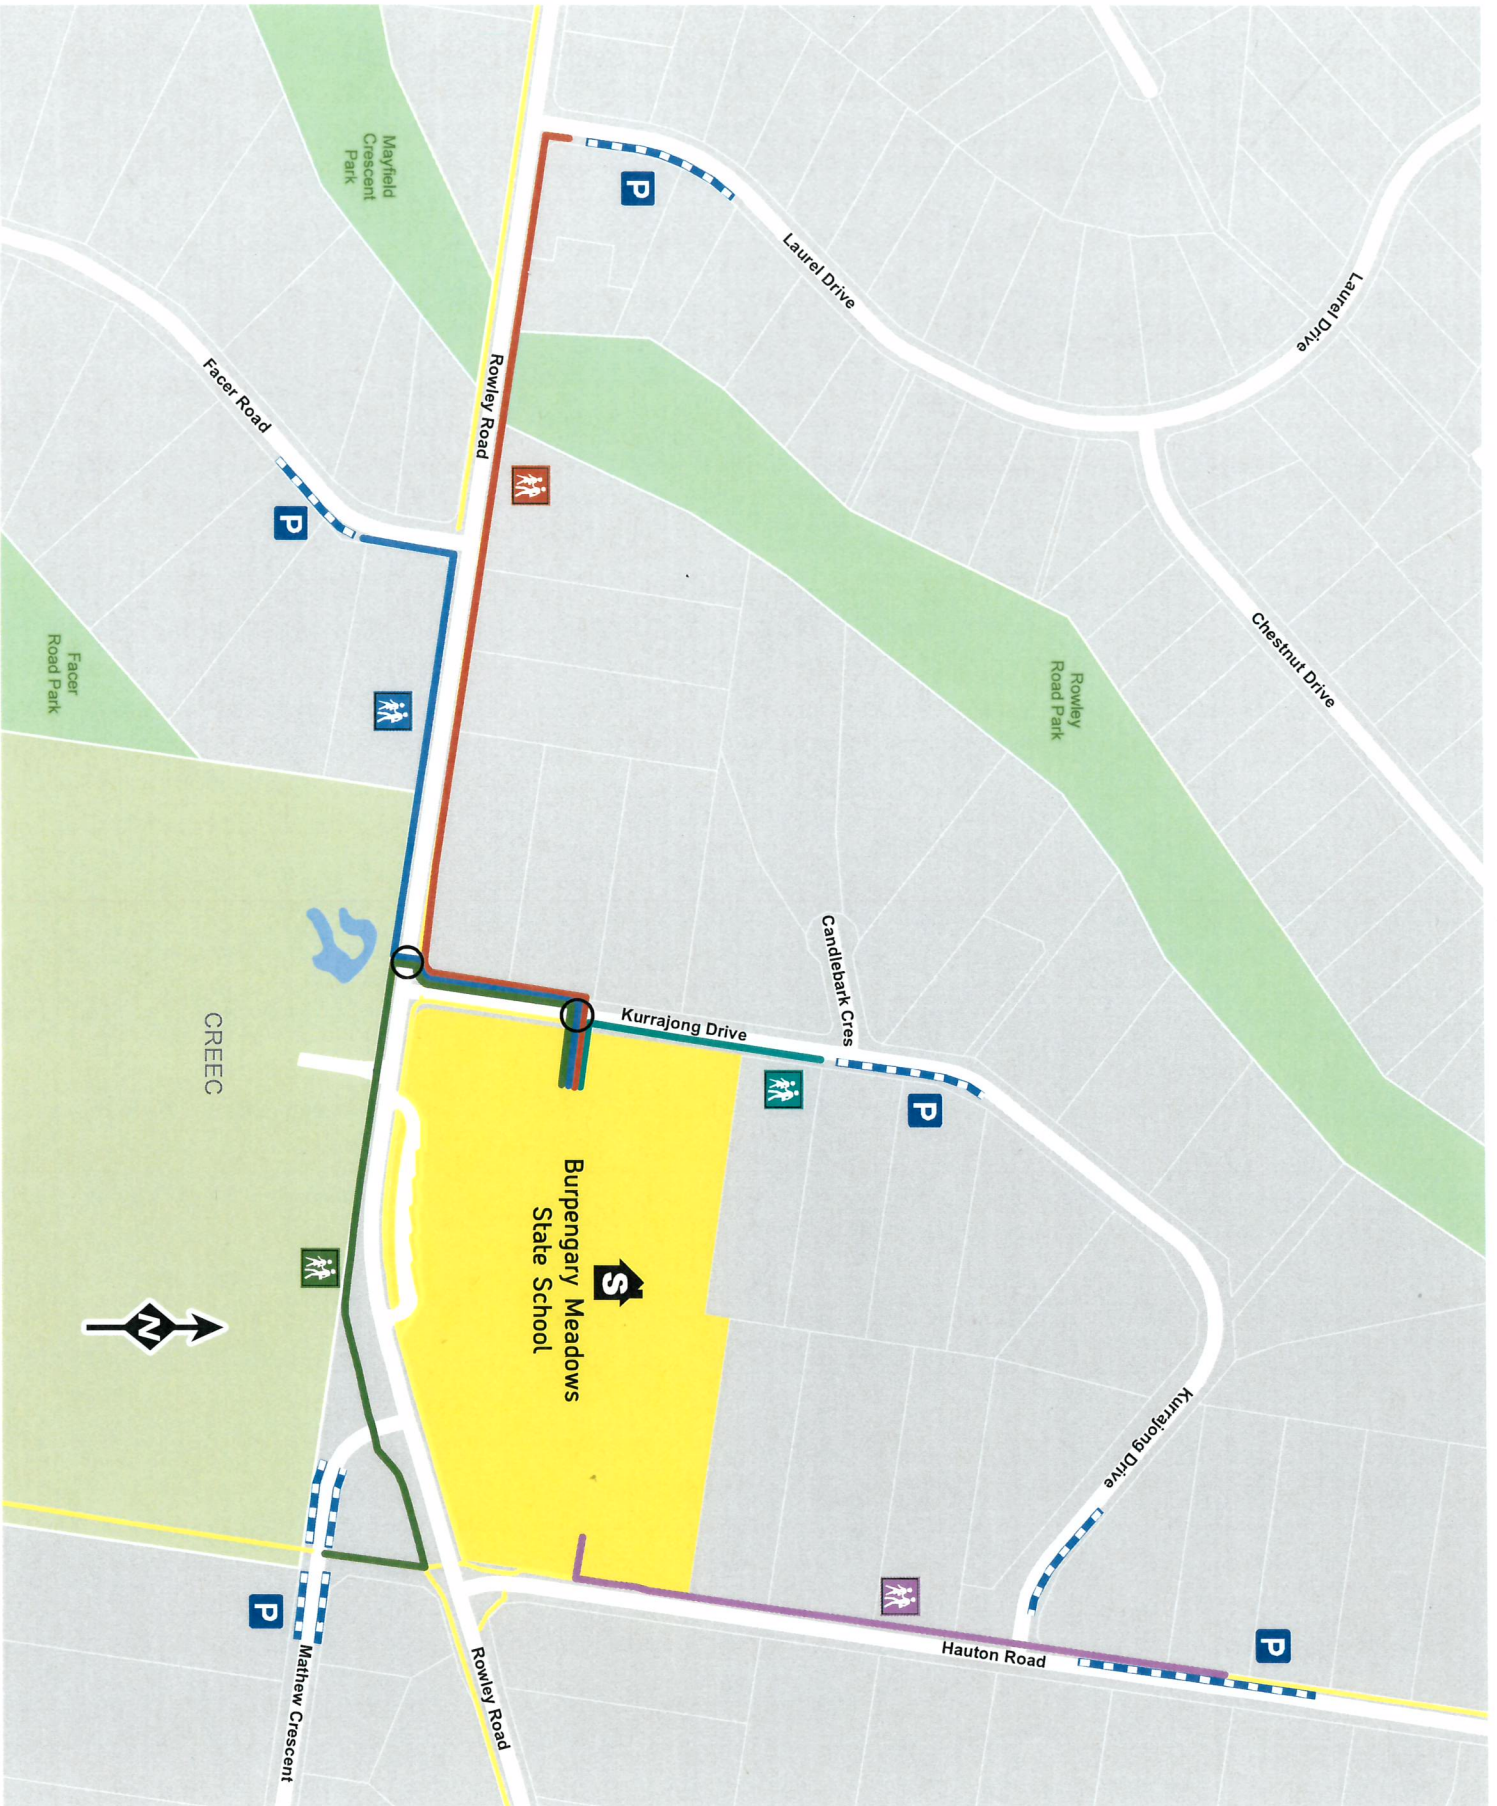 Mayfield
Crescent
Park
P
Laurel Drive
Laurel Drive
Rowley Road
Facer Road
P
Facer
Road Park
Rowley
Road Park
Chestnut Drive
Candlebark Cres
Kurrajong Drive
P
CREEC
Burpengary Meadows
State School
S
N
Kurrajong Drive
P
Hauton Road
P
Mathew Crescent
Rowley Road